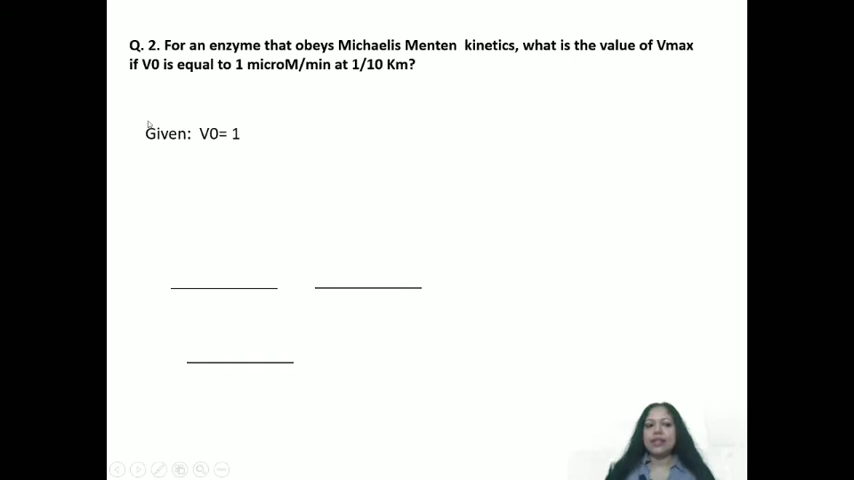 Q. 2. For an enzyme that obeys Michaelis Menten kinetics, what is the value of Vmax
if V0 is equal to 1 microM/min at 1/10 Km?
Given: V0= 1